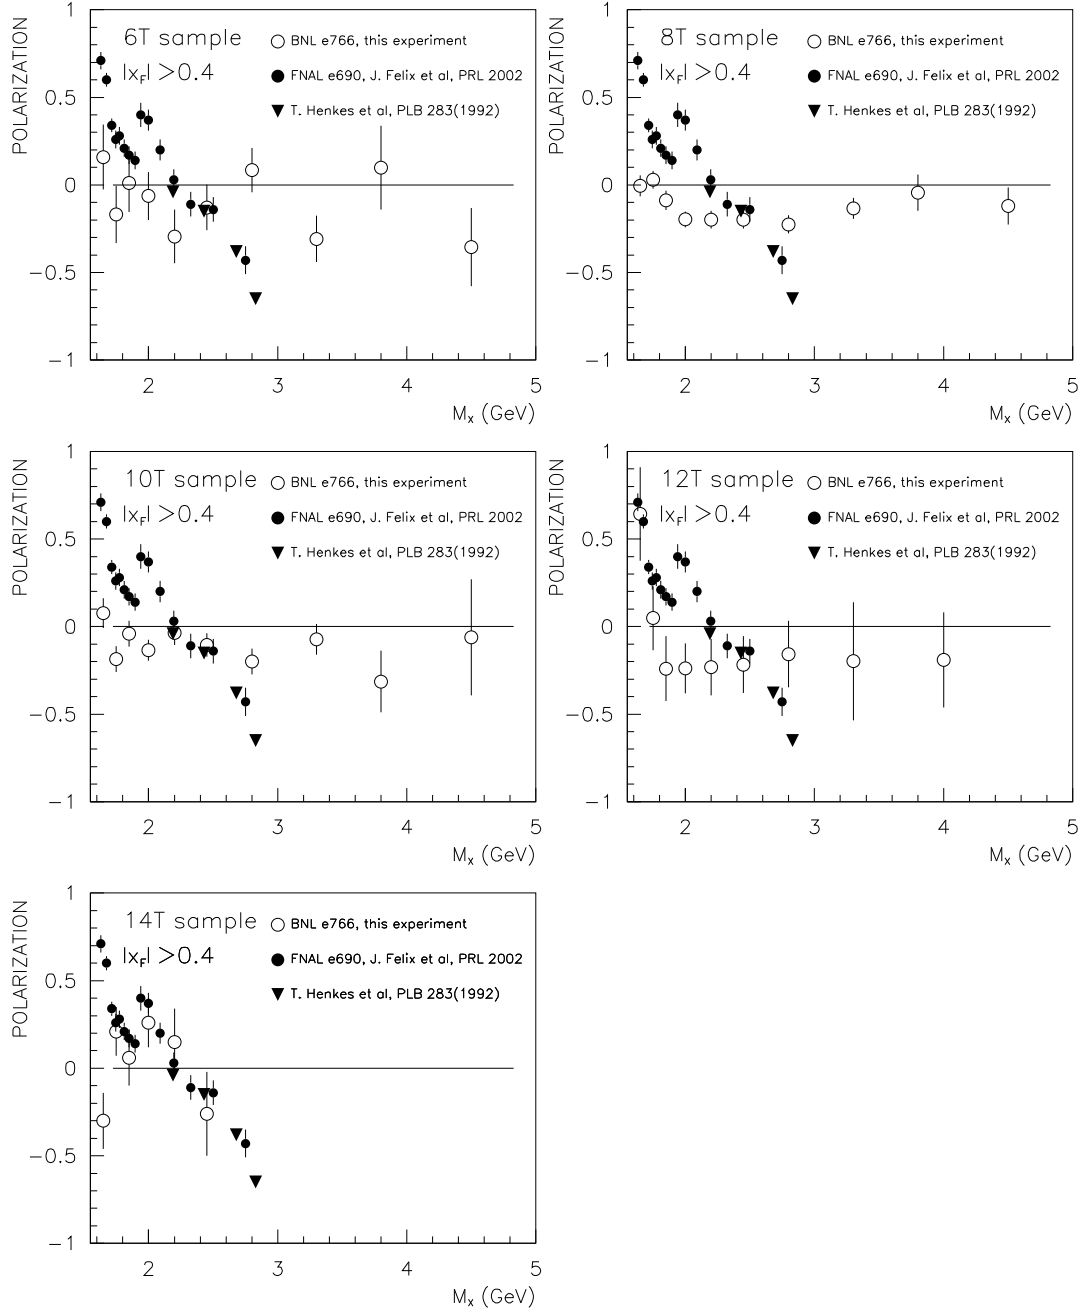 POLARIZATION
1
0.5
0
−0.5
−1
6T sample
|x_F| >0.4
BNL e766, this experiment
FNAL e690, J. Felix et al, PRL 2002
T. Henkes et al, PLB 283(1992)
2 3 4 5
M_x (GeV)
POLARIZATION
1
0.5
0
−0.5
−1
8T sample
|x_F| >0.4
BNL e766, this experiment
FNAL e690, J. Felix et al, PRL 2002
T. Henkes et al, PLB 283(1992)
2 3 4 5
M_x (GeV)
POLARIZATION
1
0.5
0
−0.5
−1
10T sample
|x_F| >0.4
BNL e766, this experiment
FNAL e690, J. Felix et al, PRL 2002
T. Henkes et al, PLB 283(1992)
2 3 4 5
M_x (GeV)
POLARIZATION
1
0.5
0
−0.5
−1
12T sample
|x_F| >0.4
BNL e766, this experiment
FNAL e690, J. Felix et al, PRL 2002
T. Henkes et al, PLB 283(1992)
2 3 4 5
M_x (GeV)
POLARIZATION
1
0.5
0
−0.5
−1
14T sample
|x_F| >0.4
BNL e766, this experiment
FNAL e690, J. Felix et al, PRL 2002
T. Henkes et al, PLB 283(1992)
2 3 4 5
M_x (GeV)